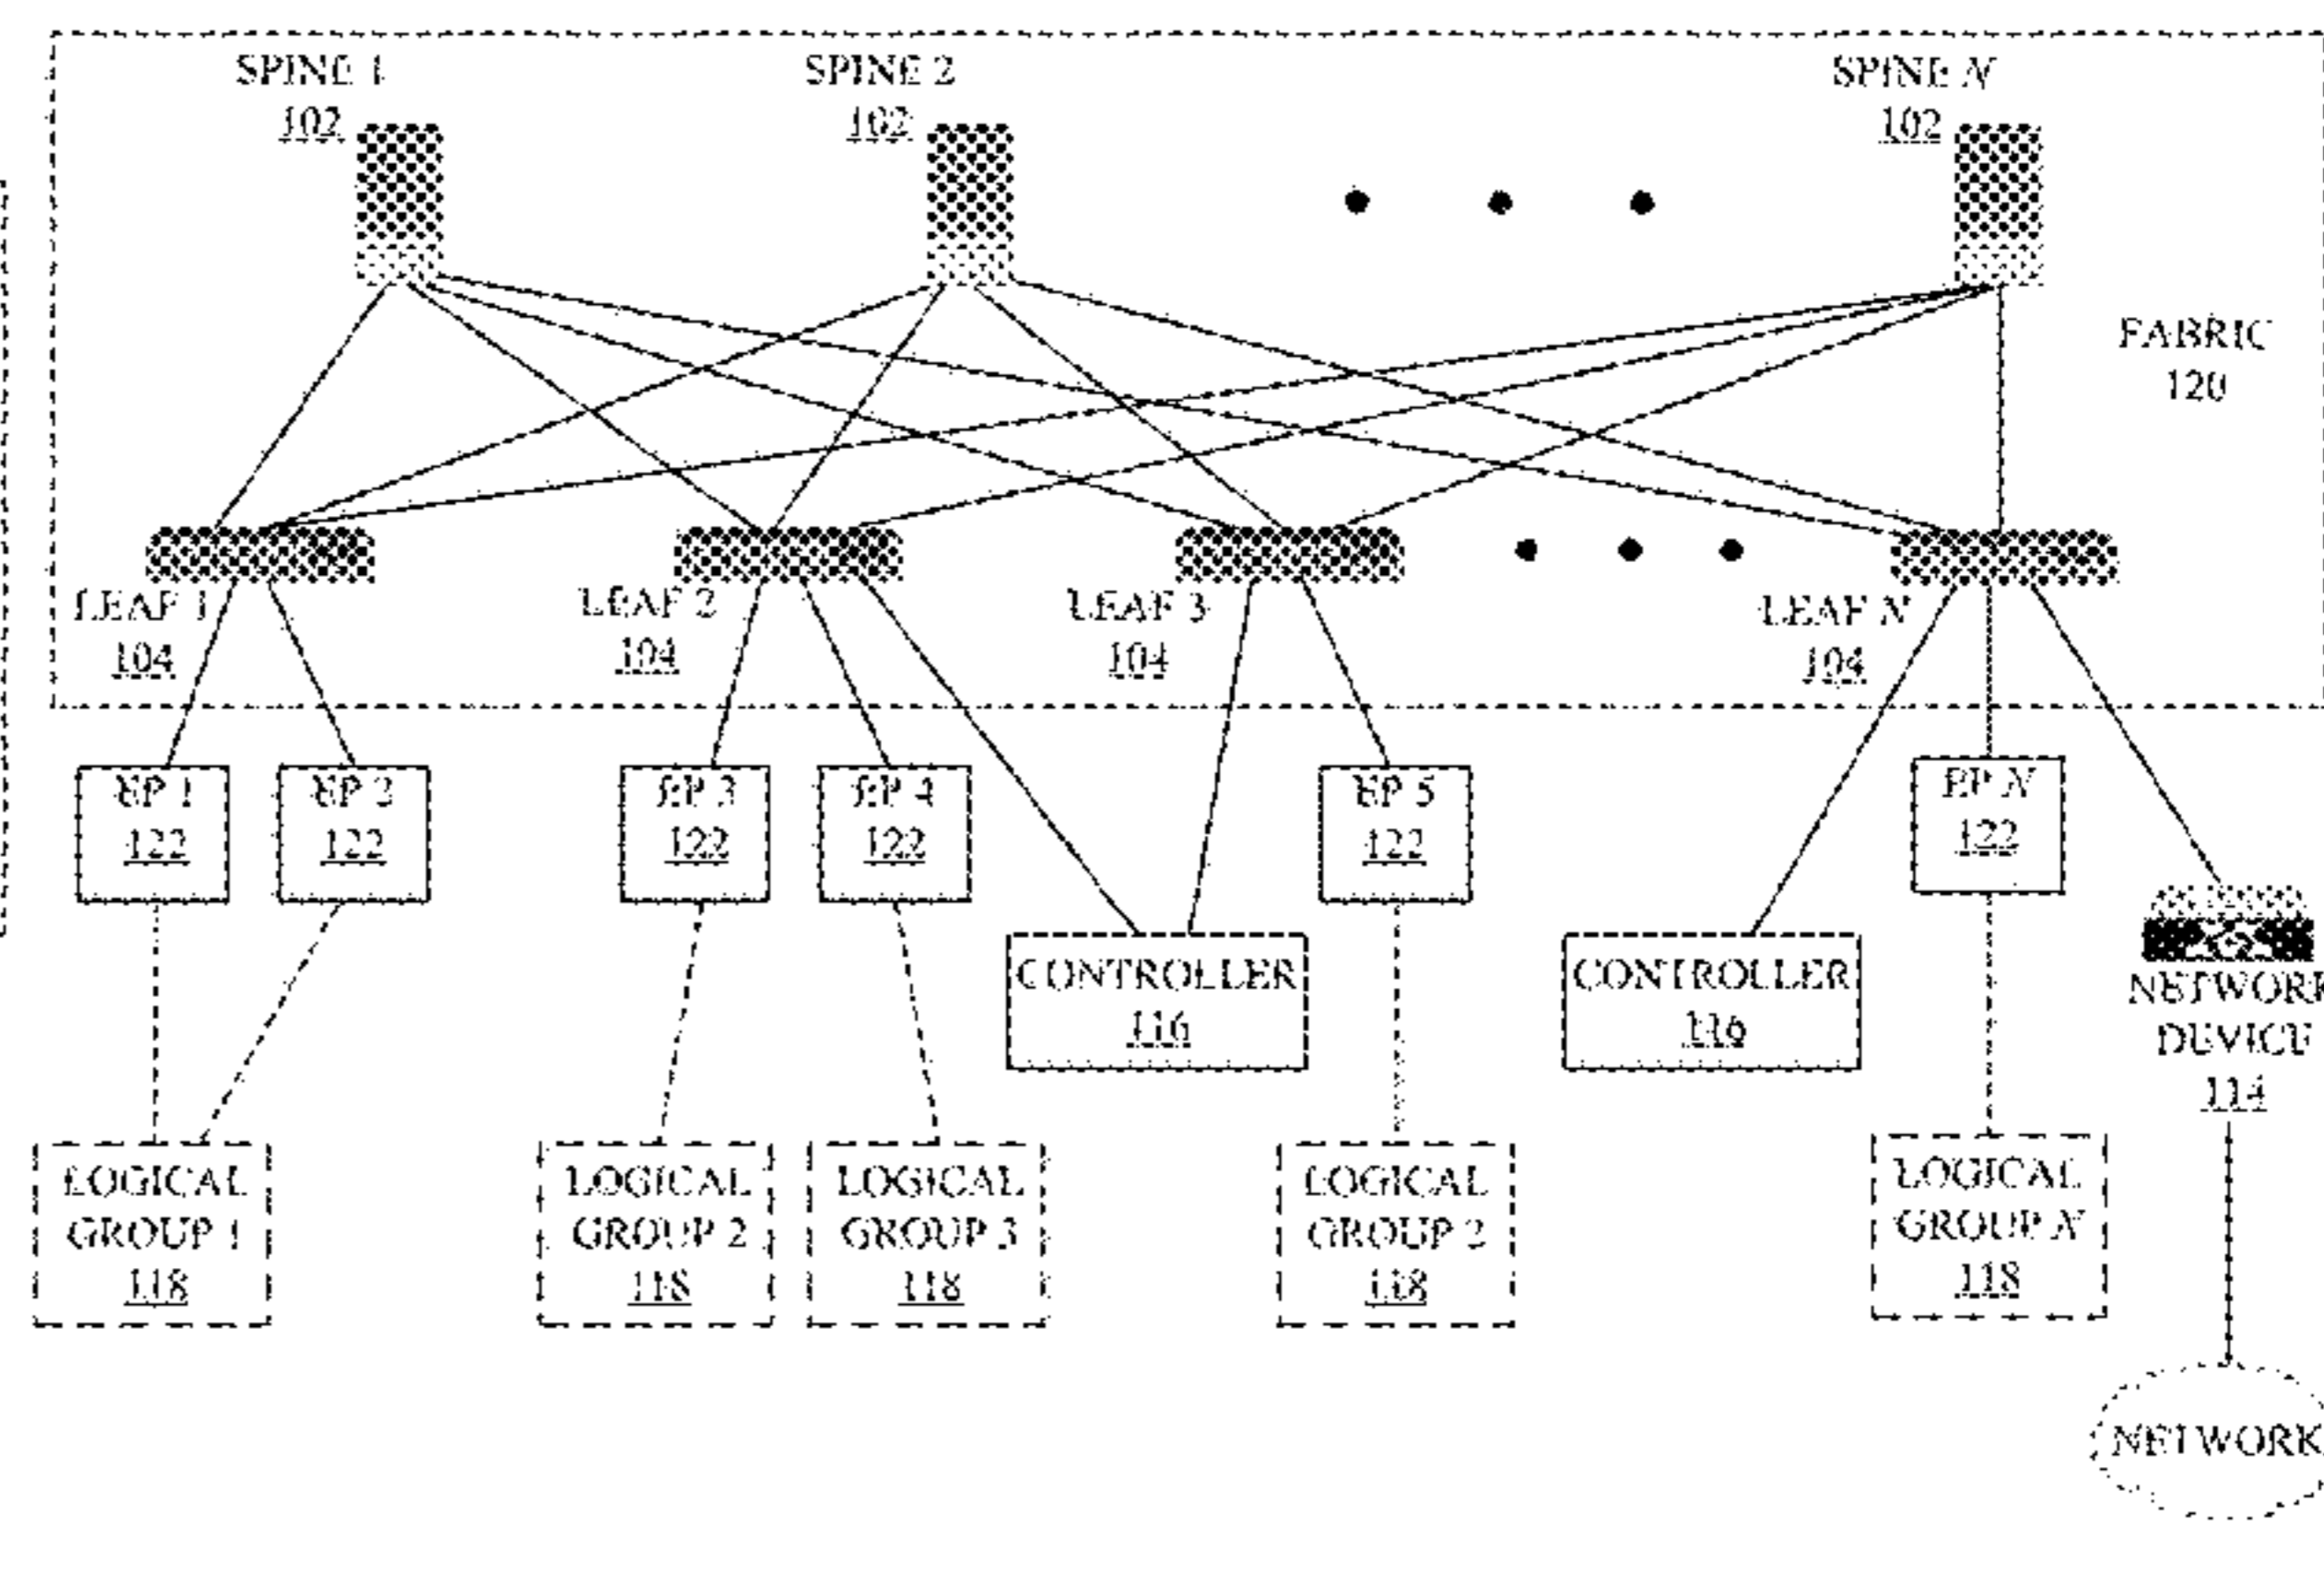 SPINE 1
102
SPINE 2
102
SPINE N
102
FABRIC
120
LEAF 1
104
LEAF 2
104
LEAF 3
104
LEAF N
104
EP 1
122
EP 2
122
EP 3
122
EP 4
122
EP 5
122
EP N
122
CONTROLLER
116
CONTROLLER
116
NETWORK
DEVICE
114
LOGICAL
GROUP 1
118
LOGICAL
GROUP 2
118
LOGICAL
GROUP 3
118
LOGICAL
GROUP 2
118
LOGICAL
GROUP N
118
NETWORK